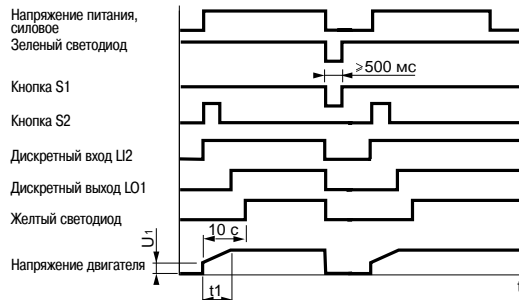 Напряжение питания,
силовое
Зеленый светодиод
≥500 мс
Кнопка S1
Кнопка S2
Дискретный вход LI2
Дискретный выход LO1
Желтый светодиод
10 с
U1
Напряжение двигателя
t
t1